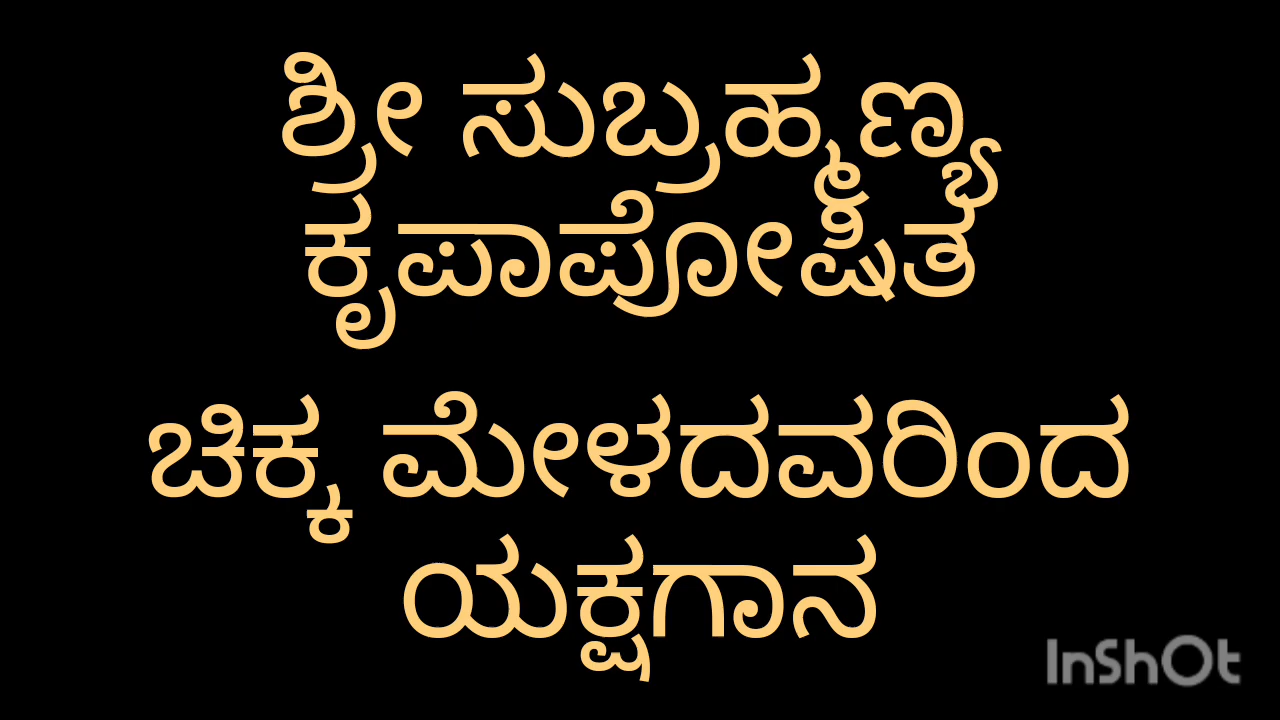 ಶ್ರೀ ಸುಬ್ರಹ್ಮಣ್ಯ
ಕೃಪಾಪೋಷಿತ
ಚಿಕ್ಕ ಮೇಳದವರಿಂದ
ಯಕ್ಷಗಾನ
InShOt